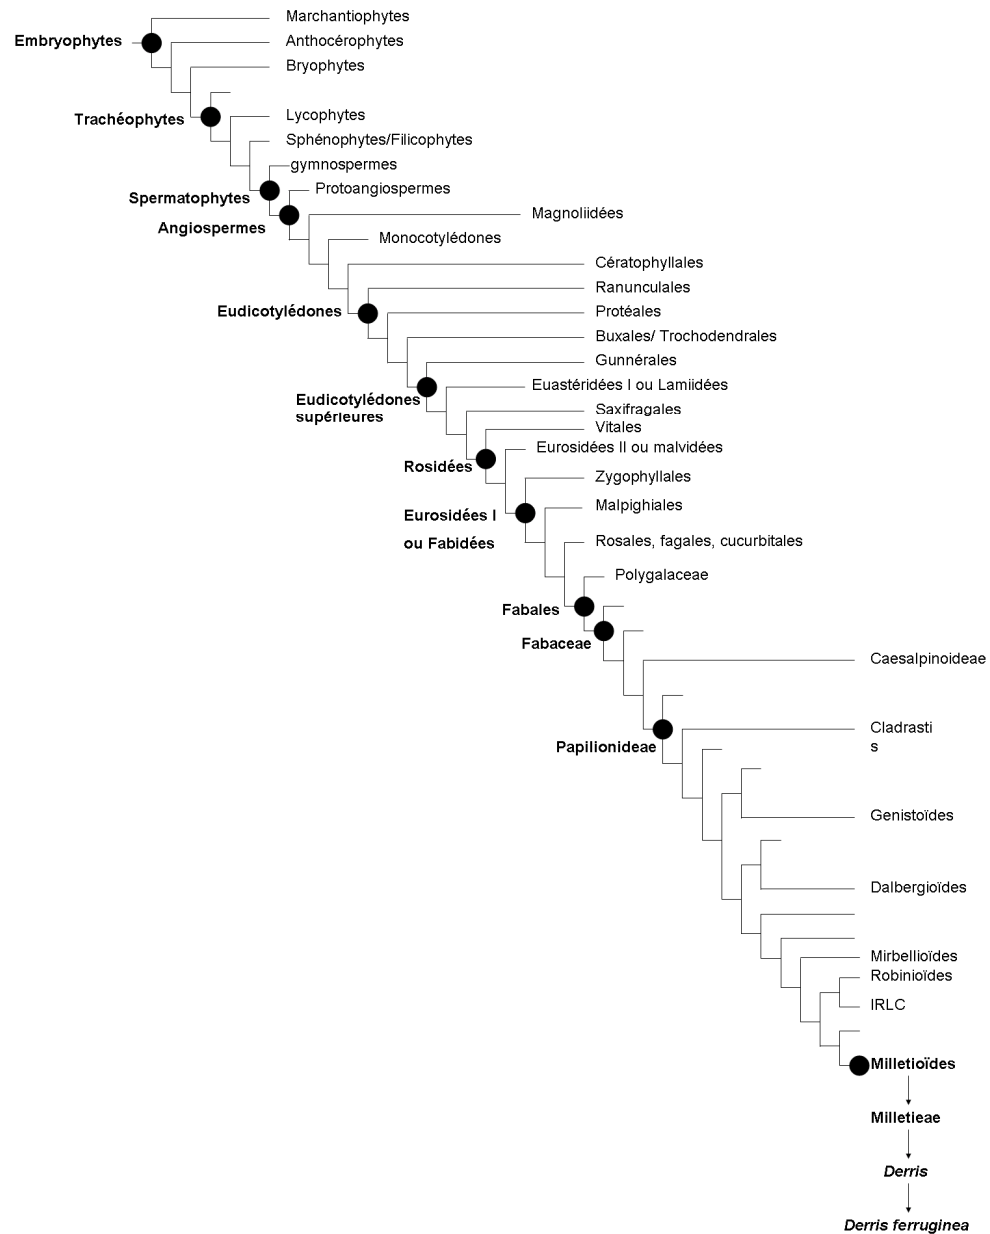 Marchantiophytes
Embryophytes
Anthocérophytes
Bryophytes
Trachéophytes
Lycophytes
Sphénophytes/Filicophytes
gymnospermes
Protoangiospermes
Spermatophytes
Magnoliidées
Angiospermes
Monocotylédones
Cératophyllales
Ranunculales
Eudicotylédones
Protéales
Buxales/ Trochodendrales
Gunnérales
Euastéridées I ou Lamiidées
Eudicotylédones
supérieures
Saxifragales
Vitales
Eurosidées II ou malvidées
Rosidées
Zygophyllales
Malpighiales
Eurosidées I
ou Fabidées
Rosales, fagales, cucurbitales
Polygalaceae
Fabales
Fabaceae
Caesalpinoideae
Cladrasti
s
Papilionideae
Genistoïdes
Dalbergioïdes
Mirbellioïdes
Robinioïdes
IRLC
Milletioïdes
Milletieae
Derris
Derris ferruginea